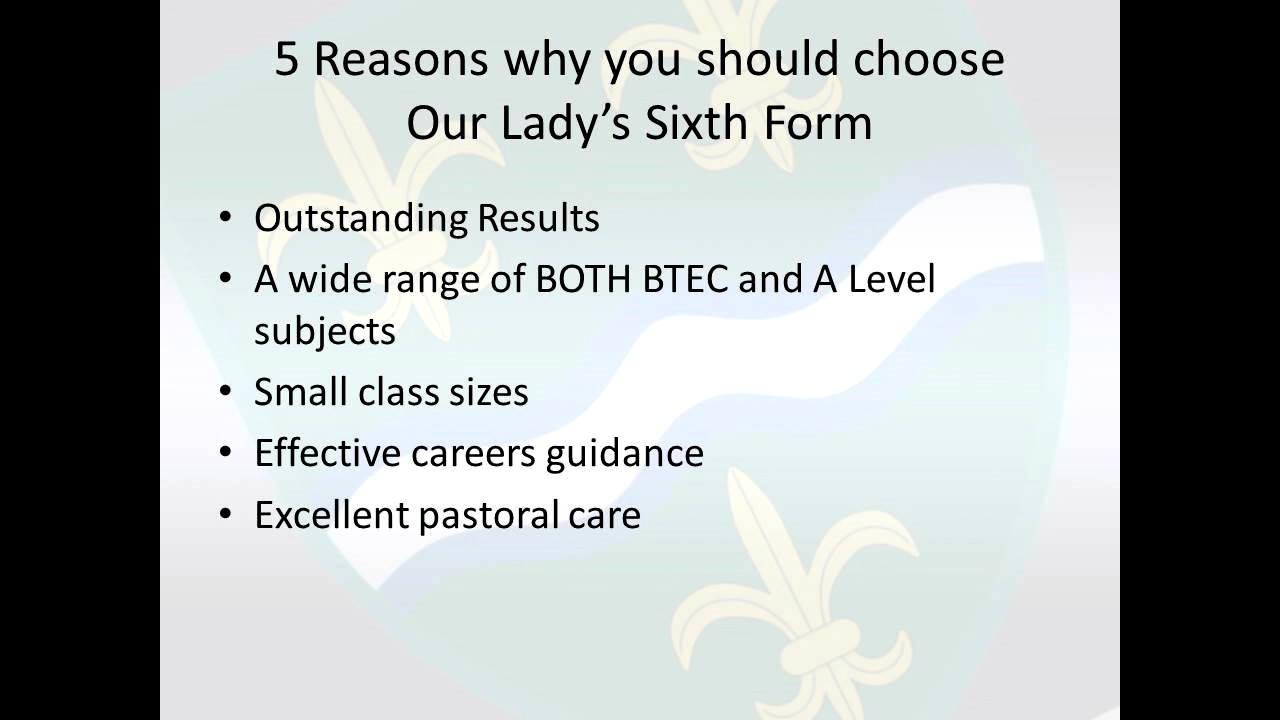 5 Reasons why you should choose
Our Lady’s Sixth Form
• Outstanding Results
• A wide range of BOTH BTEC and A Level
subjects
• Small class sizes
• Effective careers guidance
• Excellent pastoral care